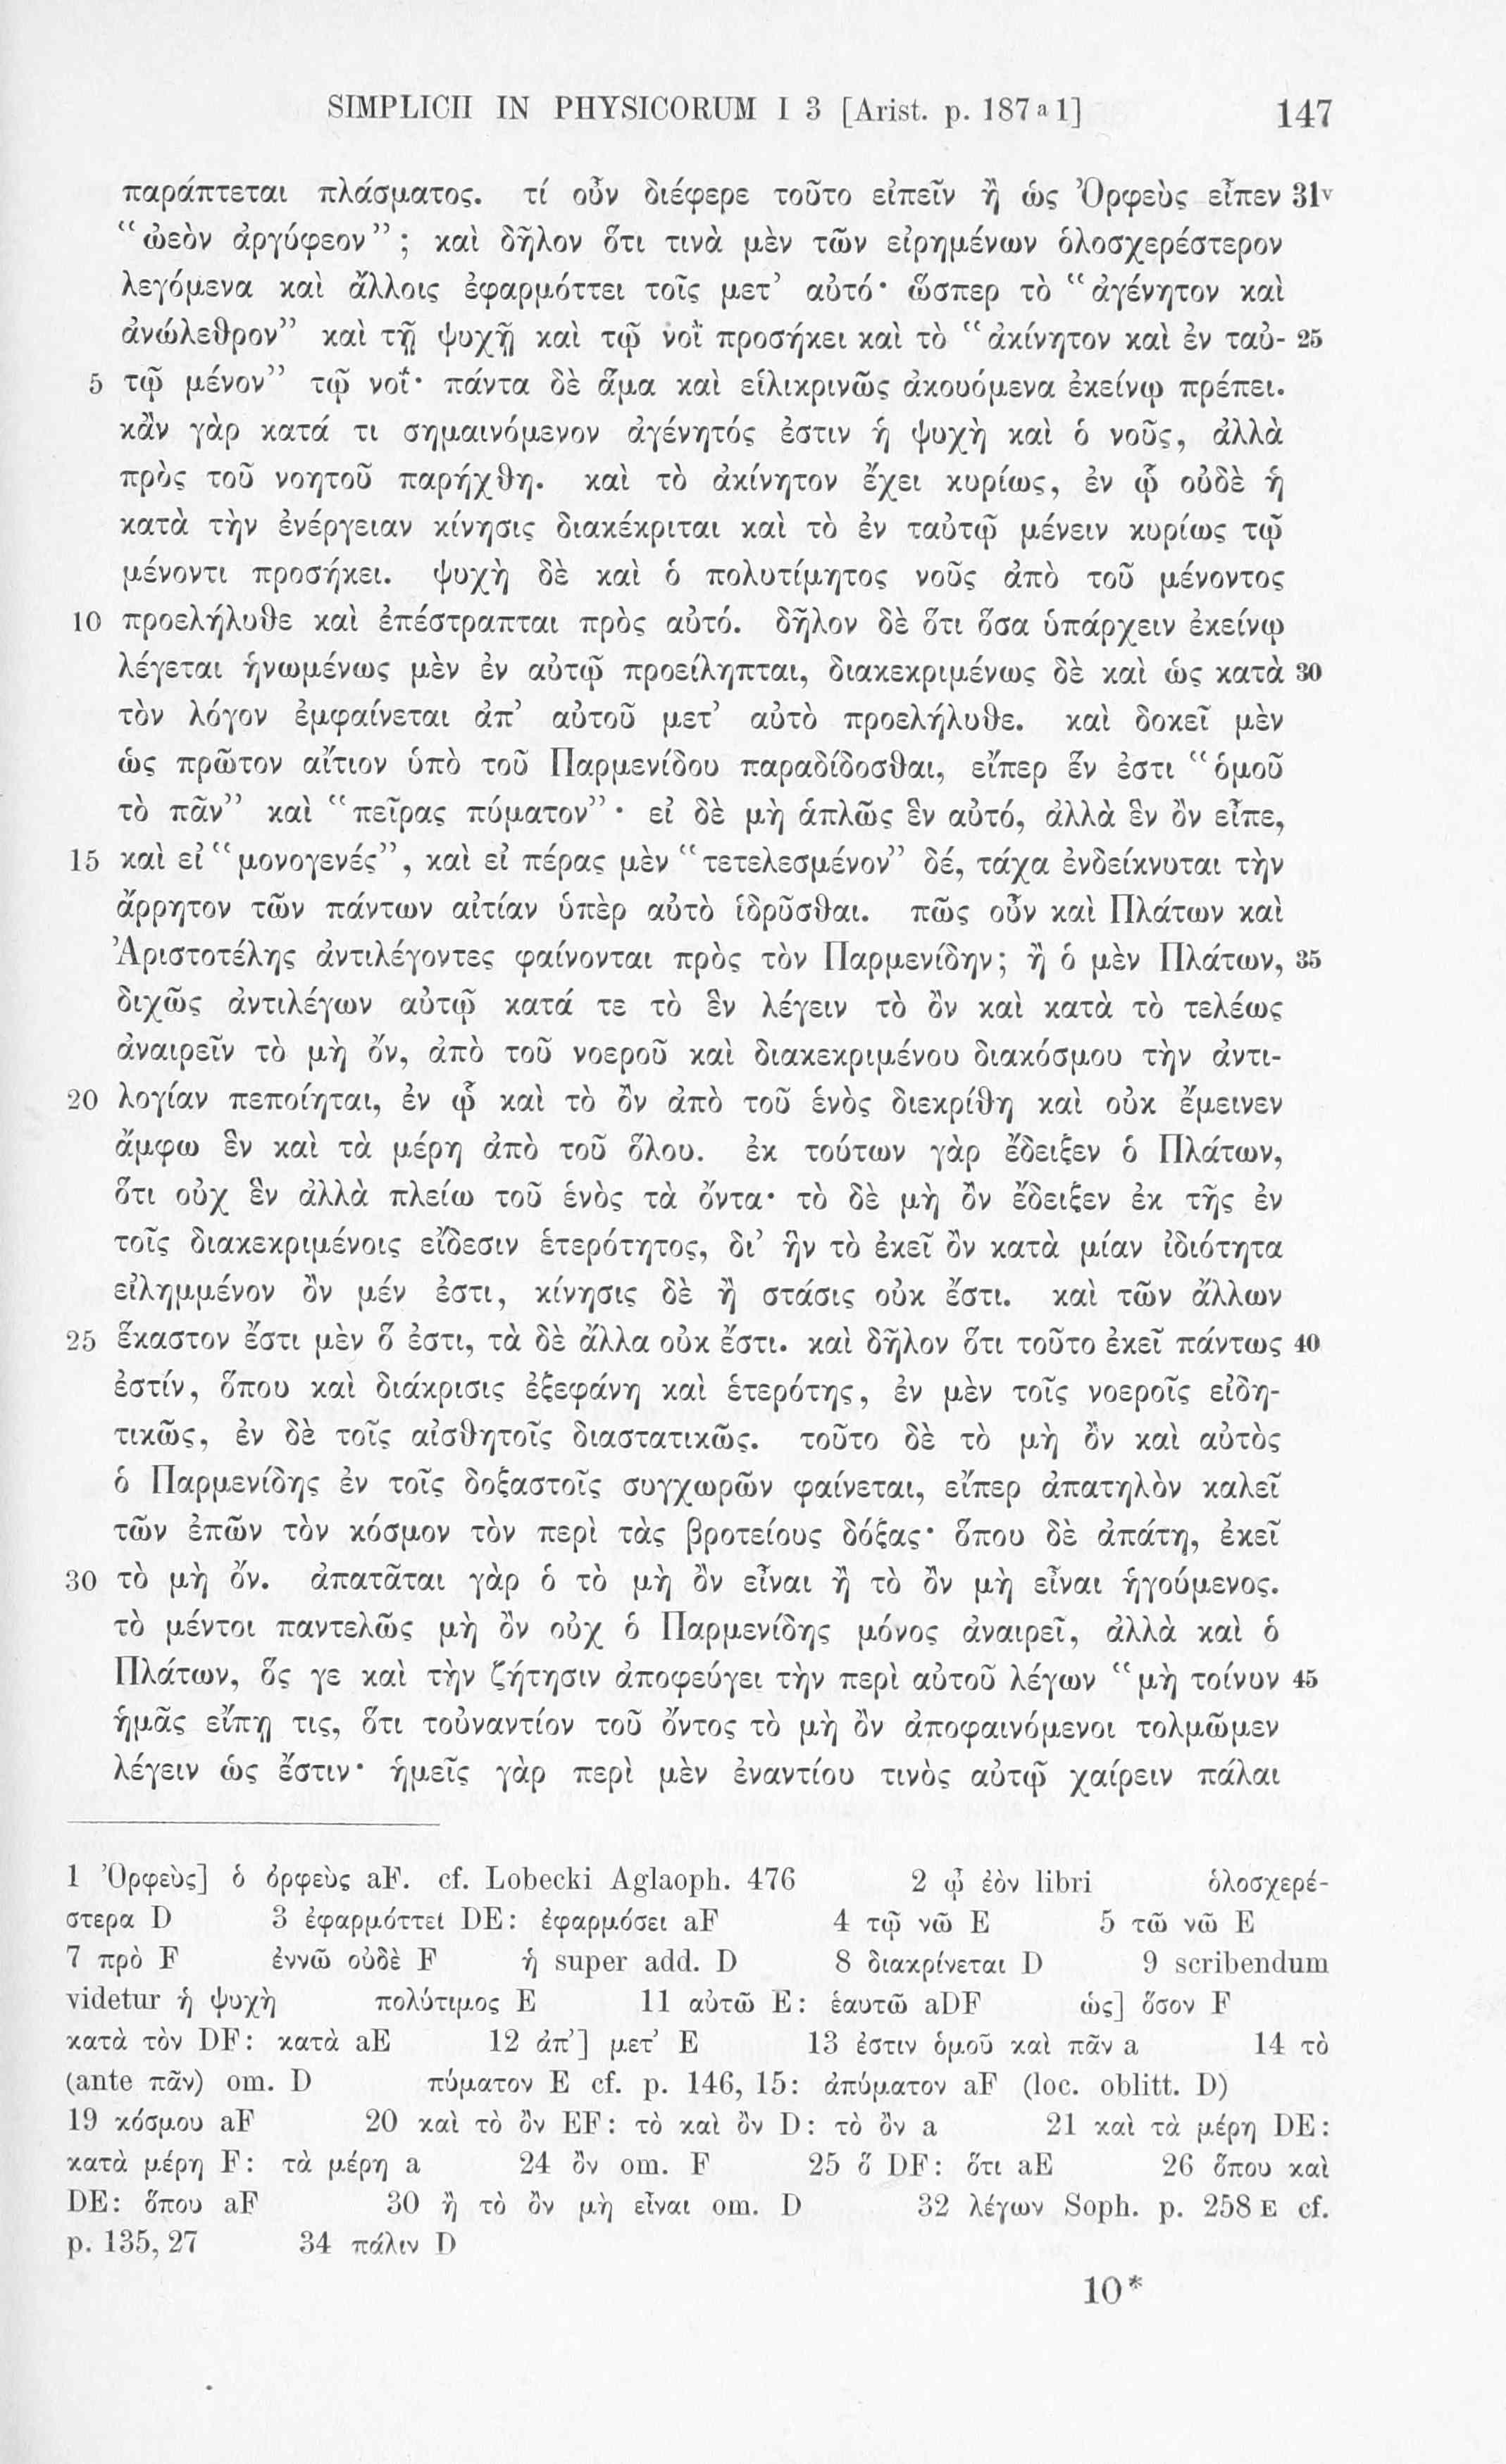 SIMPLICII IN PHYSICORUM I 3 [Arist. p. 187ᵃ1] 147
παράπτεται πλάσματος. τί οὖν διέφερε τοῦτο εἰπεῖν ἢ ὡς Ὀρφεὺς εἶπεν 31ᵛ
“ὠεὸν ἀργύφεον”; καὶ δῆλον ὅτι τινὰ μὲν τῶν εἰρημένων ὁλοσχερέστερον
λεγόμενα καὶ ἄλλοις ἐφαρμόττει τοῖς μετ’ αὐτό· ὥσπερ τὸ “ἀγένητον καὶ
ἀνώλεθρον” καὶ τῇ ψυχῇ καὶ τῷ νοῒ προσήκει καὶ τὸ “ἀκίνητον καὶ ἐν ταὐ- 25
5 τῷ μένον” τῷ νοΐ· πάντα δὲ ἅμα καὶ εἱλικρινῶς ἀκουόμενα ἐκείνῳ πρέπει.
κἂν γὰρ κατά τι σημαινόμενον ἀγένητός ἐστιν ἡ ψυχὴ καὶ ὁ νοῦς, ἀλλὰ
πρὸς τοῦ νοητοῦ παρήχθη. καὶ τὸ ἀκίνητον ἔχει κυρίως, ἐν ᾧ οὐδὲ ἡ
κατὰ τὴν ἐνέργειαν κίνησις διακέκριται καὶ τὸ ἐν ταὐτῷ μένειν κυρίως τῷ
μένοντι προσήκει. ψυχὴ δὲ καὶ ὁ πολυτίμητος νοῦς ἀπὸ τοῦ μένοντος
10 προελήλυθε καὶ ἐπέστραπται πρὸς αὐτό. δῆλον δὲ ὅτι ὅσα ὑπάρχειν ἐκείνῳ
λέγεται ἡνωμένως μὲν ἐν αὐτῷ προείληπται, διακεκριμένως δὲ καὶ ὡς κατὰ 30
τὸν λόγον ἐμφαίνεται ἀπ’ αὐτοῦ μετ’ αὐτὸ προελήλυθε. καὶ δοκεῖ μὲν
ὡς πρῶτον αἴτιον ὑπὸ τοῦ Παρμενίδου παραδίδοσθαι, εἴπερ ἕν ἐστι “ὁμοῦ
τὸ πᾶν” καὶ “πεῖρας πύματον”· εἰ δὲ μὴ ἁπλῶς ἓν αὐτό, ἀλλὰ ἓν ὂν εἶπε,
15 καὶ εἰ “μονογενές”, καὶ εἰ πέρας μὲν “τετελεσμένον” δέ, τάχα ἐνδείκνυται τὴν
ἄρρητον τῶν πάντων αἰτίαν ὑπὲρ αὐτὸ ἱδρῦσθαι. πῶς οὖν καὶ Πλάτων καὶ
Ἀριστοτέλης ἀντιλέγοντες φαίνονται πρὸς τὸν Παρμενίδην; ἢ ὁ μὲν Πλάτων, 35
διχῶς ἀντιλέγων αὐτῷ κατά τε τὸ ἓν λέγειν τὸ ὂν καὶ κατὰ τὸ τελέως
ἀναιρεῖν τὸ μὴ ὄν, ἀπὸ τοῦ νοεροῦ καὶ διακεκριμένου διακόσμου τὴν ἀντι-
20 λογίαν πεποίηται, ἐν ᾧ καὶ τὸ ὂν ἀπὸ τοῦ ἑνὸς διεκρίθη καὶ οὐκ ἔμεινεν
ἄμφω ἓν καὶ τὰ μέρη ἀπὸ τοῦ ὅλου. ἐκ τούτων γὰρ ἔδειξεν ὁ Πλάτων,
ὅτι οὐχ ἓν ἀλλὰ πλείω τοῦ ἑνὸς τὰ ὄντα· τὸ δὲ μὴ ὂν ἔδειξεν ἐκ τῆς ἐν
τοῖς διακεκριμένοις εἴδεσιν ἑτερότητος, δι’ ἣν τὸ ἐκεῖ ὂν κατὰ μίαν ἰδιότητα
εἰλημμένον ὂν μέν ἐστι, κίνησις δὲ ἢ στάσις οὐκ ἔστι. καὶ τῶν ἄλλων
25 ἕκαστον ἔστι μὲν ὅ ἐστι, τὰ δὲ ἄλλα οὐκ ἔστι. καὶ δῆλον ὅτι τοῦτο ἐκεῖ πάντως 40
ἐστίν, ὅπου καὶ διάκρισις ἐξεφάνη καὶ ἑτερότης, ἐν μὲν τοῖς νοεροῖς εἰδη-
τικῶς, ἐν δὲ τοῖς αἰσθητοῖς διαστατικῶς. τοῦτο δὲ τὸ μὴ ὂν καὶ αὐτὸς
ὁ Παρμενίδης ἐν τοῖς δοξαστοῖς συγχωρῶν φαίνεται, εἴπερ ἀπατηλὸν καλεῖ
τῶν ἐπῶν τὸν κόσμον τὸν περὶ τὰς βροτείους δόξας· ὅπου δὲ ἀπάτη, ἐκεῖ
30 τὸ μὴ ὄν. ἀπατᾶται γὰρ ὁ τὸ μὴ ὂν εἶναι ἢ τὸ ὂν μὴ εἶναι ἡγούμενος.
τὸ μέντοι παντελῶς μὴ ὂν οὐχ ὁ Παρμενίδης μόνος ἀναιρεῖ, ἀλλὰ καὶ ὁ
Πλάτων, ὅς γε καὶ τὴν ζήτησιν ἀποφεύγει τὴν περὶ αὐτοῦ λέγων “μὴ τοίνυν 45
ἡμᾶς εἴπῃ τις, ὅτι τοὐναντίον τοῦ ὄντος τὸ μὴ ὂν ἀποφαινόμενοι τολμῶμεν
λέγειν ὡς ἔστιν· ἡμεῖς γὰρ περὶ μὲν ἐναντίου τινὸς αὐτῷ χαίρειν πάλαι
1 Ὀρφεὺς] ὁ ὀρφεὺς aF. cf. Lobecki Aglaoph. 476 2 ᾧ ἐὸν libri ὁλοσχερέ-
στερα D 3 ἐφαρμόττει DE: ἐφαρμόσει aF 4 τῷ νῶ E 5 τῶ νῶ E
7 πρὸ F ἐννῶ οὐδὲ F ἡ super add. D 8 διακρίνεται D 9 scribendum
videtur ἡ ψυχὴ πολύτιμος E 11 αὐτῶ E: ἑαυτῶ aDF ὡς] ὅσον F
κατὰ τὸν DF: κατὰ aE 12 ἀπ’] μετ’ E 13 ἐστιν ὁμοῦ καὶ πᾶν a 14 τὸ
(ante πᾶν) om. D πύματον E cf. p. 146, 15: ἀπύματον aF (loc. oblitt. D)
19 κόσμου aF 20 καὶ τὸ ὂν EF: τὸ καὶ ὂν D: τὸ ὂν a 21 καὶ τὰ μέρη DE:
κατὰ μέρη F: τὰ μέρη a 24 ὂν om. F 25 ὅ DF: ὅτι aE 26 ὅπου καὶ
DE: ὅπου aF 30 ἢ τὸ ὂν μὴ εἶναι om. D 32 λέγων Soph. p. 258 E cf.
p. 135, 27 34 πάλιν D
10*